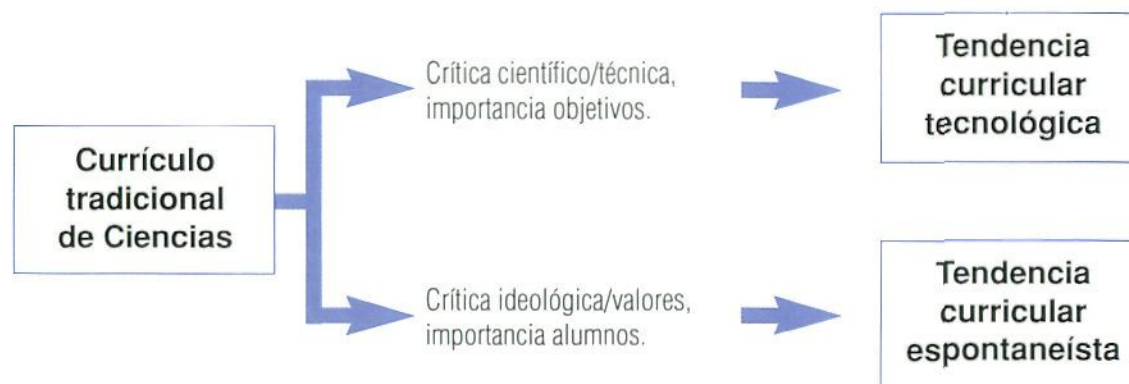 Currículo
tradicional
de Ciencias
Crítica científico/técnica,
importancia objetivos.
Tendencia
curricular
tecnológica
Crítica ideológica/valores,
importancia alumnos.
Tendencia
curricular
espontaneísta